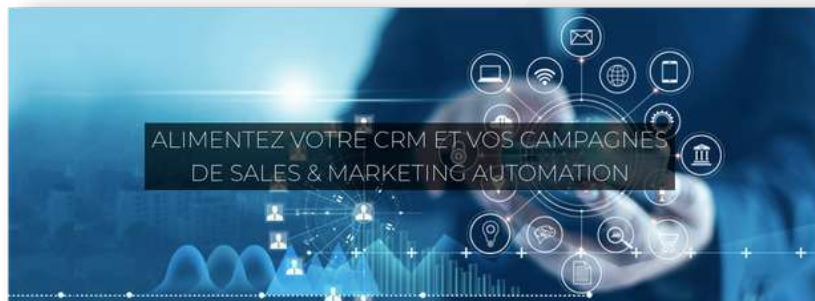 ALIMENTEZ VOTRE CRM ET VOS CAMPAGNES
DE SALES & MARKETING AUTOMATION